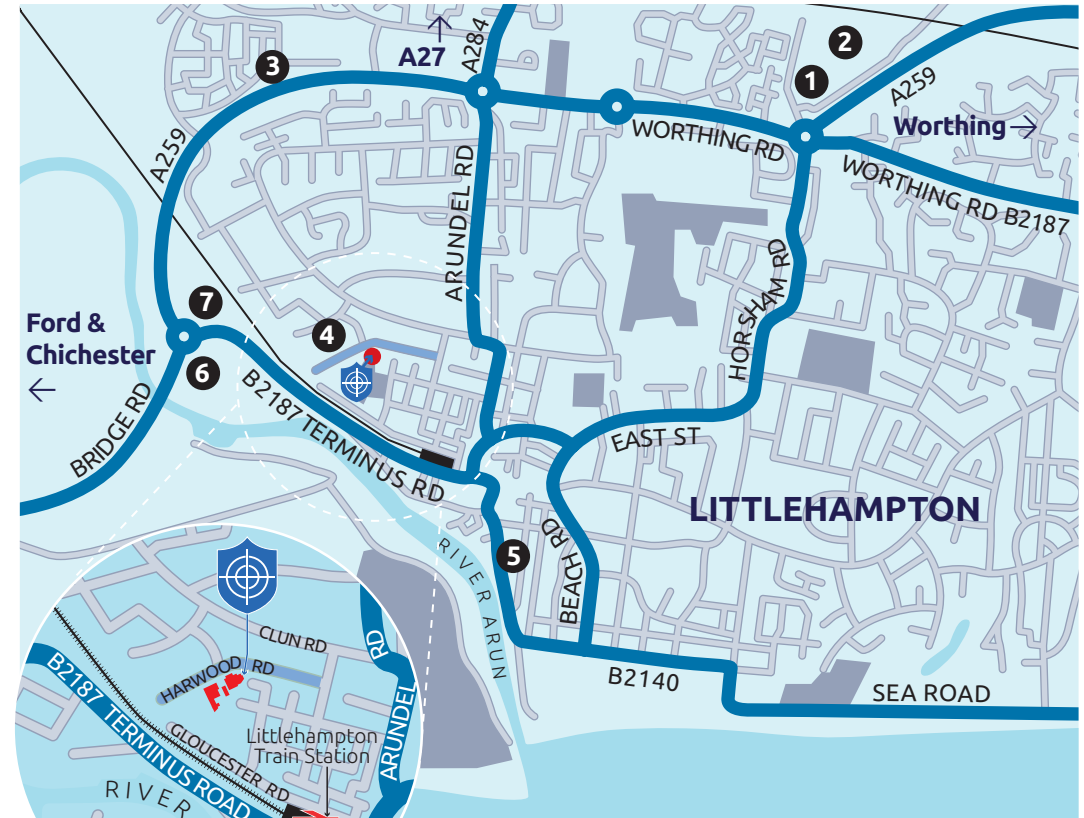 A27
A284
3
2
1
A259
A259
Worthing
WORTHING RD
WORTHING RD B2187
ARUNDEL RD
HORSHAM RD
7
Ford &
Chichester
4
6
BRIDGE RD
B2187 TERMINUS RD
EAST ST
LITTLEHAMPTON
5
BEACH RD
RIVER ARUN
B2140
SEA ROAD
CLUN RD
HARWOOD RD
ARUNDEL RD
B2187 TERMINUS ROAD
GLOUCESTER RD
Littlehampton
Train Station
RIVER